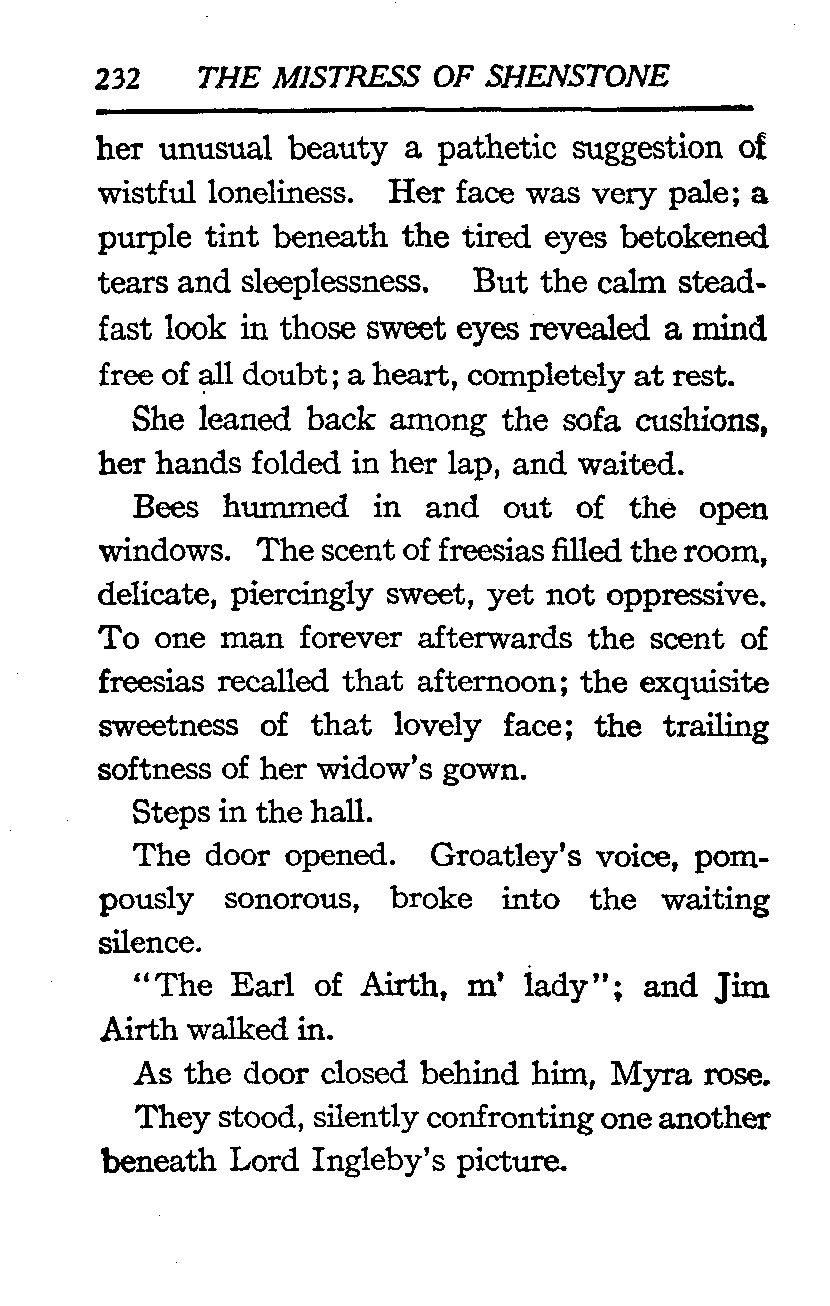 232 THE MISTRESS OF SHENSTONE
her unusual beauty a pathetic suggestion of
wistful loneliness. Her face was very pale; a
purple tint beneath the tired eyes betokened
tears and sleeplessness. But the calm stead-
fast look in those sweet eyes revealed a mind
free of all doubt; a heart, completely at rest.
She leaned back among the sofa cushions,
her hands folded in her lap, and waited.
Bees hummed in and out of the open
windows. The scent of freesias filled the room,
delicate, piercingly sweet, yet not oppressive.
To one man forever afterwards the scent of
freesias recalled that afternoon; the exquisite
sweetness of that lovely face; the trailing
softness of her widow's gown.
Steps in the hall.
The door opened. Groatley's voice, pom-
pously sonorous, broke into the waiting
silence.
"The Earl of Airth, m' lady"; and Jim
Airth walked in.
As the door closed behind him, Myra rose.
They stood, silently confronting one another
beneath Lord Ingleby's picture.